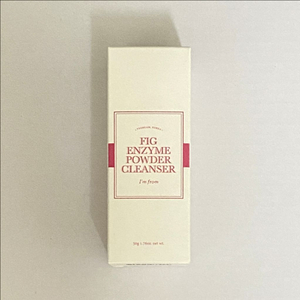 FIG
ENZYME
POWDER
CLEANSER
I'm from